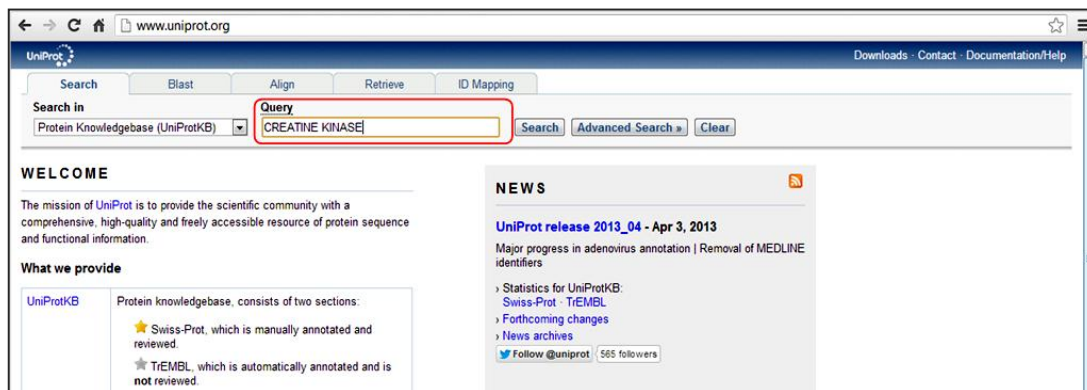 www.uniprot.org
UniProt
Downloads · Contact · Documentation/Help
Search Blast Align Retrieve ID Mapping
Search in
Query
Protein Knowledgebase (UniProtKB) CREATINE KINASE Search Advanced Search » Clear
WELCOME
The mission of UniProt is to provide the scientific community with a
comprehensive, high-quality and freely accessible resource of protein sequence
and functional information.
What we provide
UniProtKB
Protein knowledgebase, consists of two sections:
Swiss-Prot, which is manually annotated and
reviewed.
TrEMBL, which is automatically annotated and is
not reviewed.
NEWS
UniProt release 2013_04 - Apr 3, 2013
Major progress in adenovirus annotation | Removal of MEDLINE
identifiers
› Statistics for UniProtKB:
Swiss-Prot · TrEMBL
› Forthcoming changes
› News archives
Follow @uniprot 565 followers